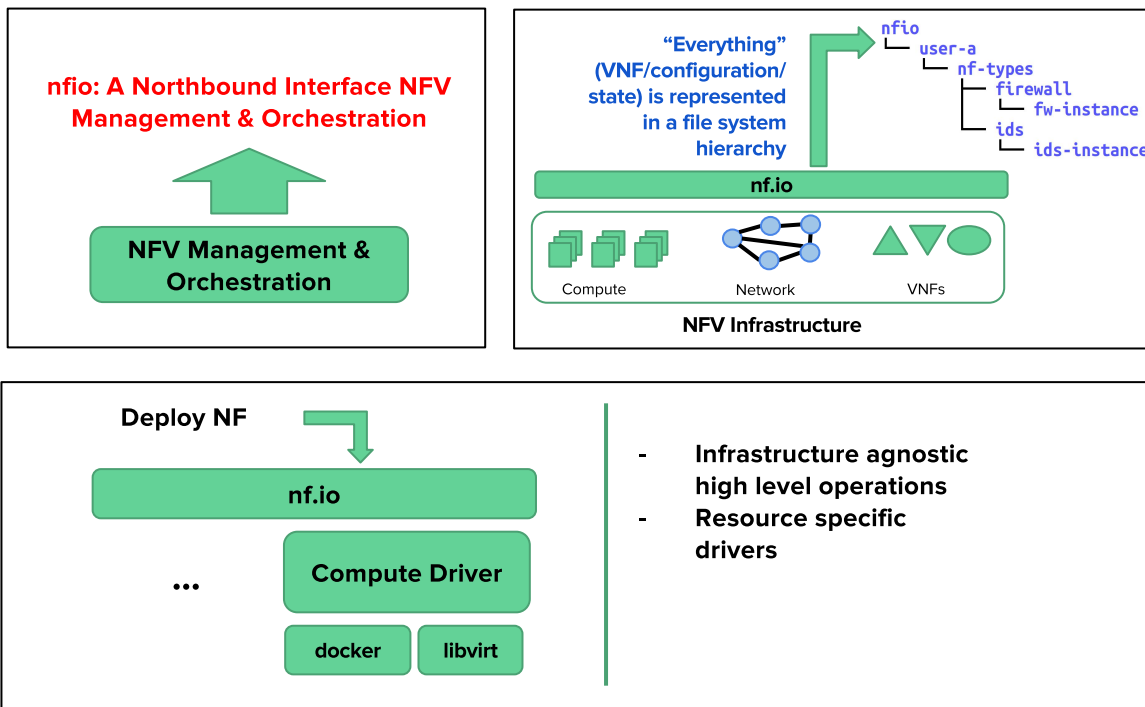 nfio: A Northbound Interface NFV
Management & Orchestration
NFV Management &
Orchestration
“Everything”
(VNF/configuration/
state) is represented
in a file system
hierarchy
nfio
user-a
nf-types
firewall
fw-instance
ids
ids-instance
nf.io
Compute
Network
VNFs
NFV Infrastructure
Deploy NF
nf.io
...
Compute Driver
docker
libvirt
- Infrastructure agnostic
high level operations
- Resource specific
drivers